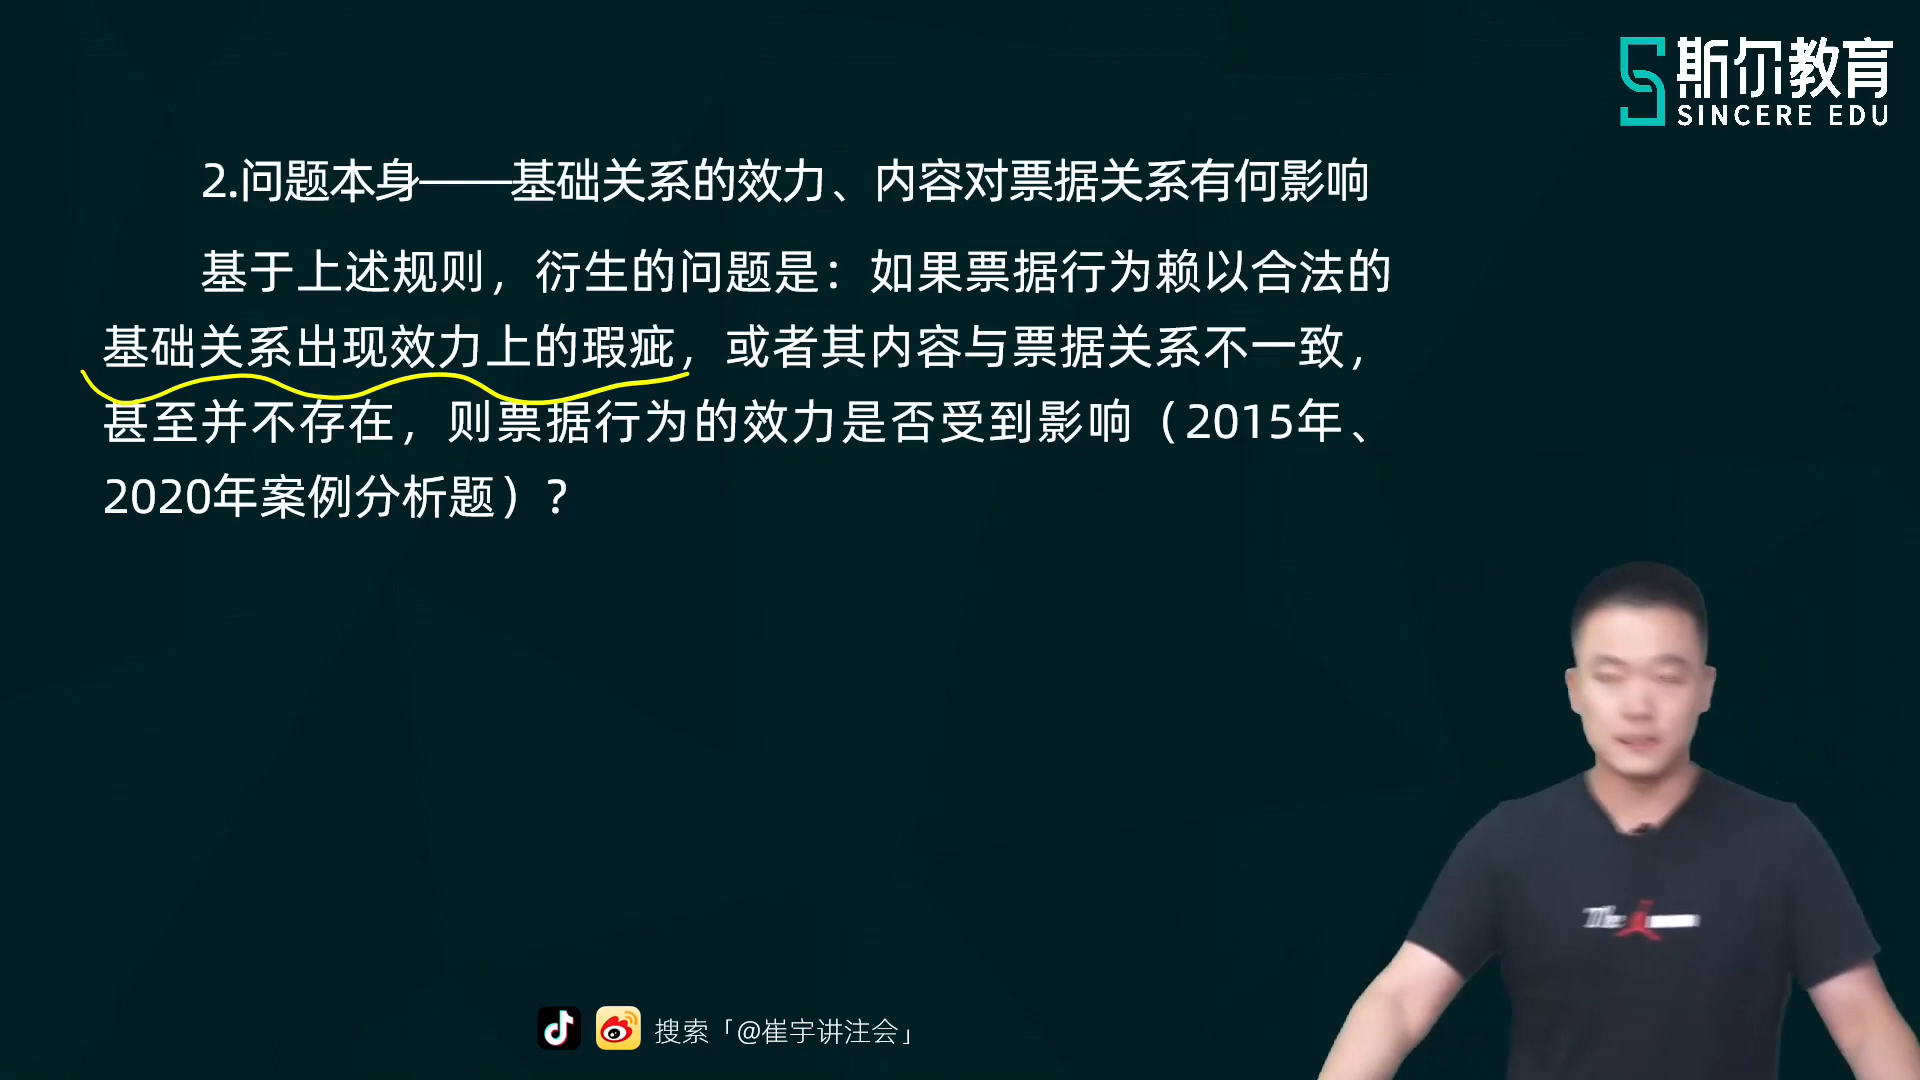 斯尔教育
SINCERE EDU
2.问题本身——基础关系的效力、内容对票据关系有何影响
基于上述规则，衍生的问题是：如果票据行为赖以合法的
基础关系出现效力上的瑕疵，或者其内容与票据关系不一致，
甚至并不存在，则票据行为的效力是否受到影响（2015年、
2020年案例分析题）？
搜索「@崔宇讲注会」